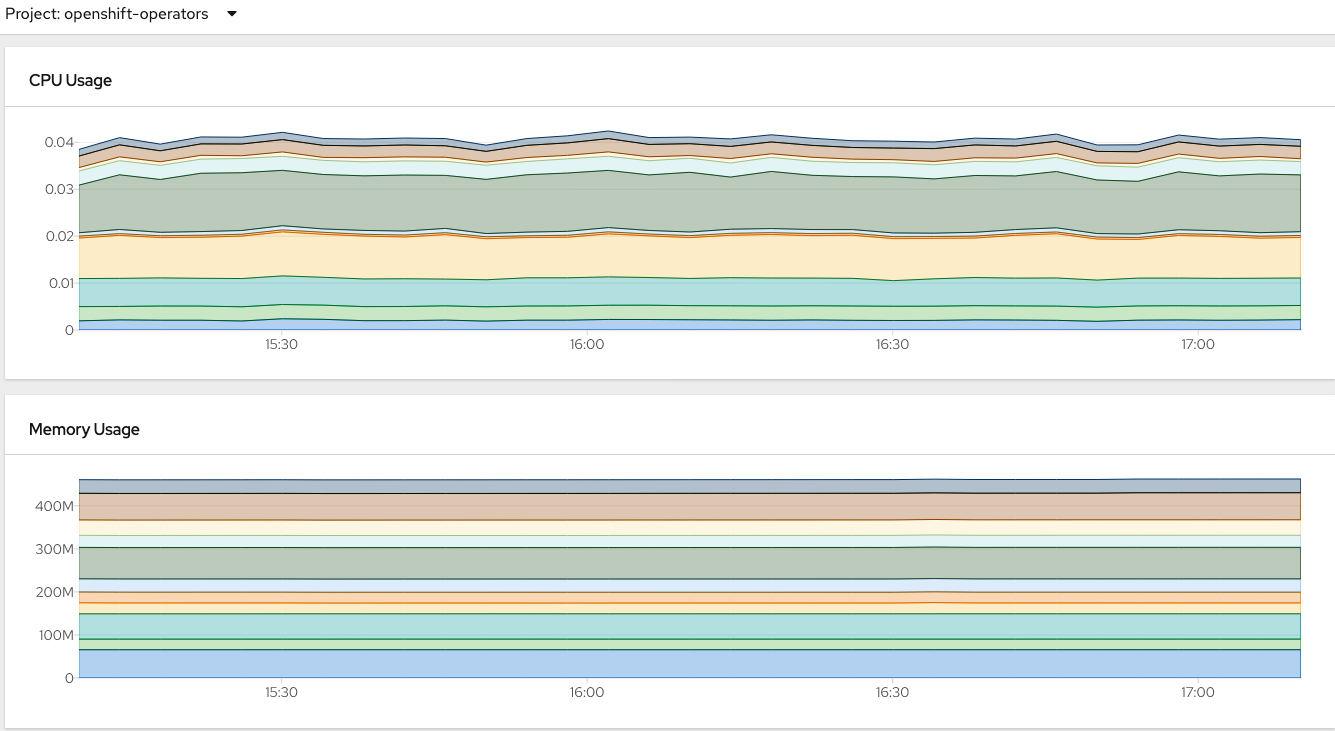 Project: openshift-operators
CPU Usage
0.04
0.03
0.02
0.01
0
15:30 16:00 16:30 17:00
Memory Usage
400M
300M
200M
100M
0
15:30 16:00 16:30 17:00